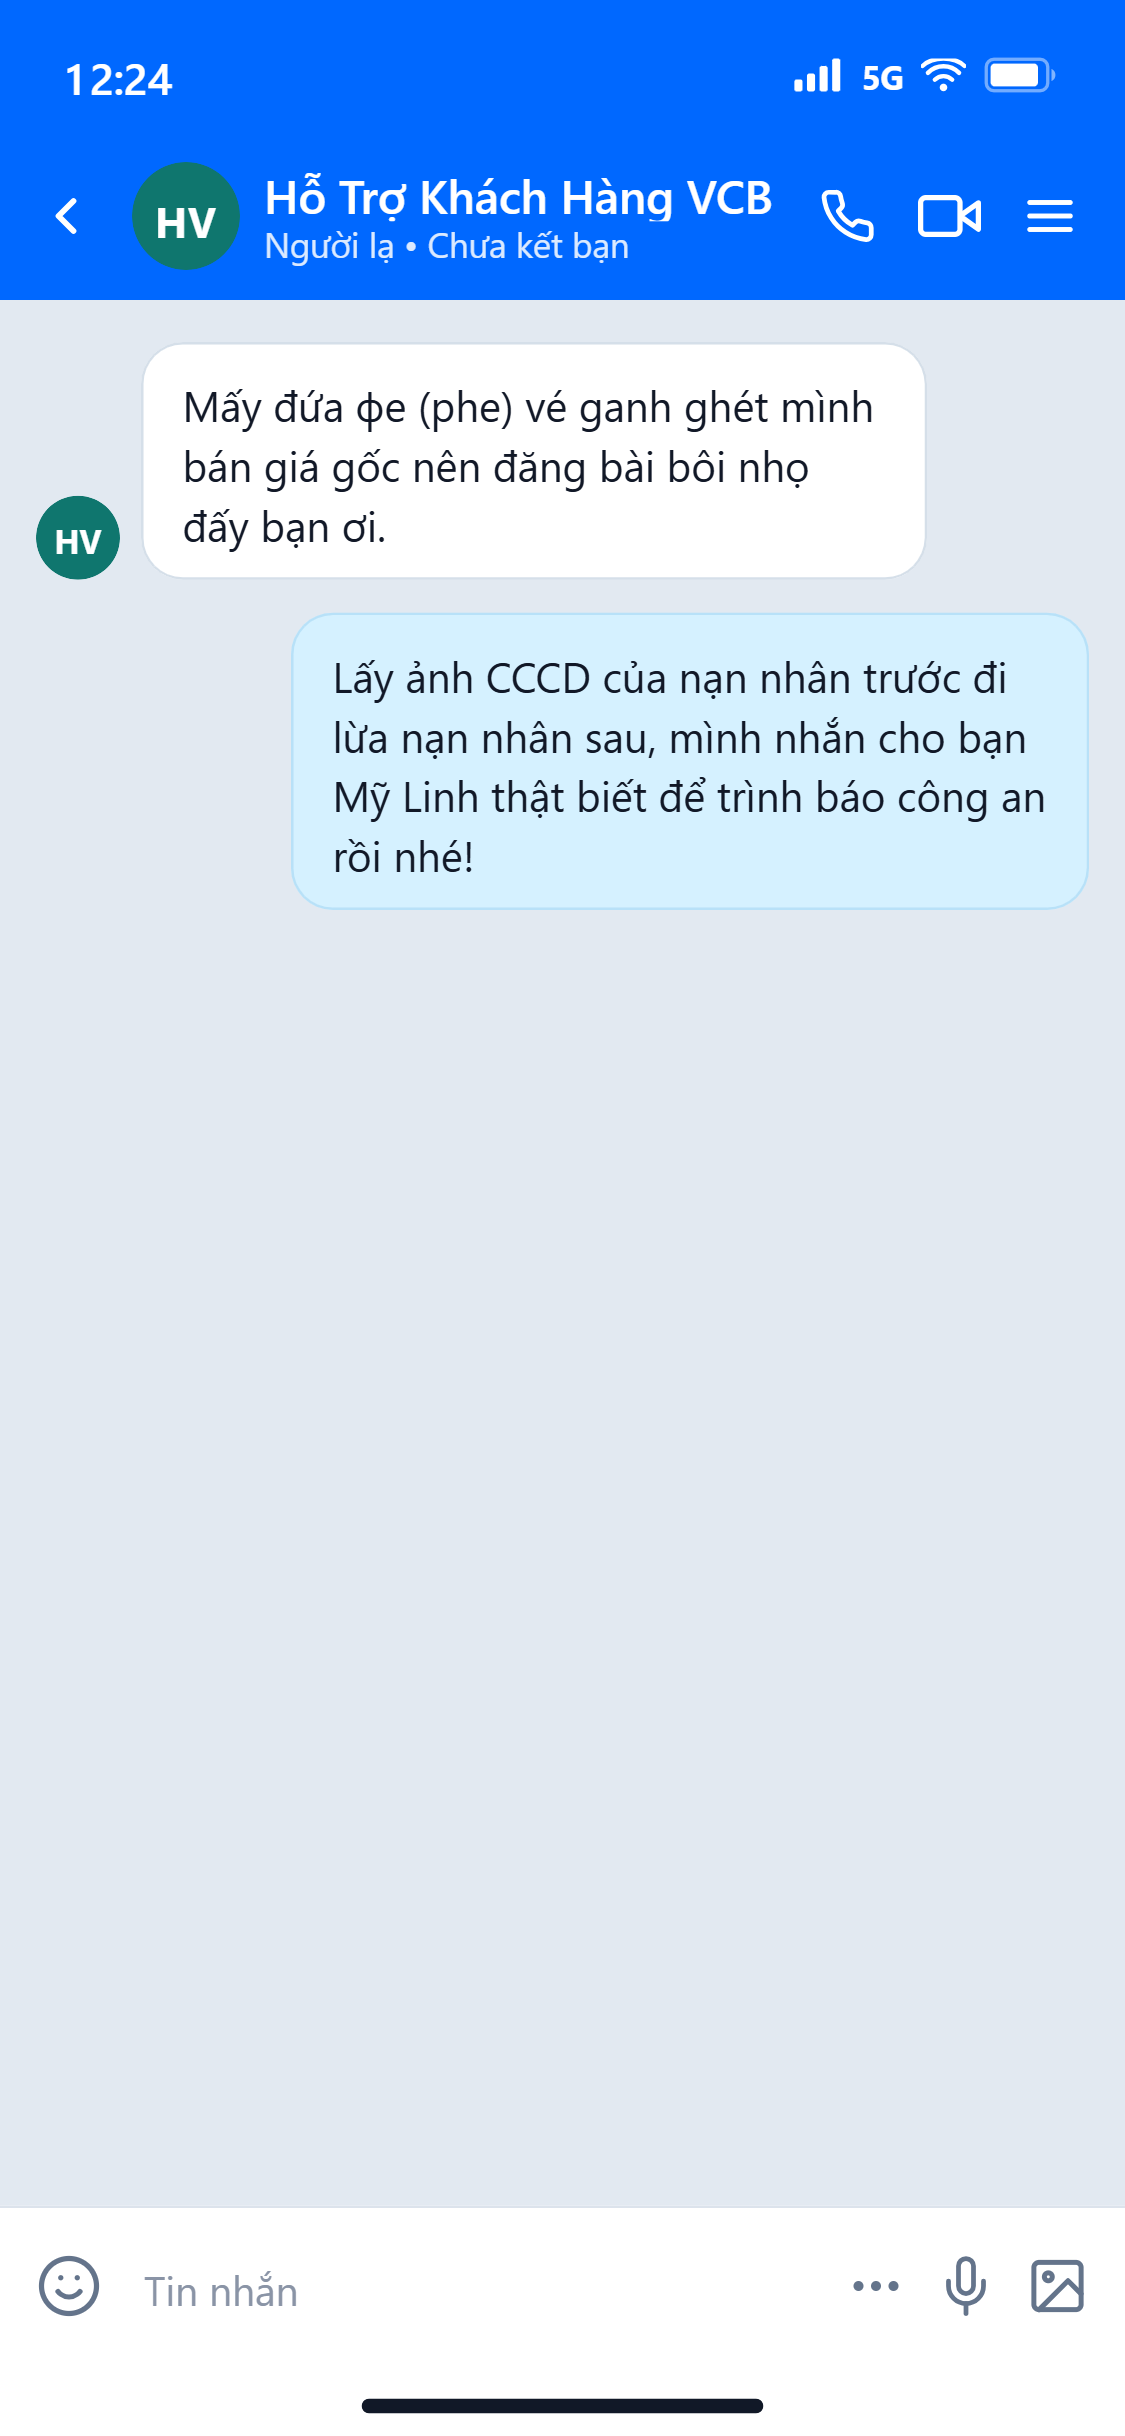 12:24
5G
HV
Hỗ Trợ Khách Hàng VCB
Người lạ • Chưa kết bạn
Mấy đứa фе (phe) vé ganh ghét mình
bán giá gốc nên đăng bài bôi nhọ
đấy bạn ơi.
HV
Lấy ảnh CCCD của nạn nhân trước đi
lừa nạn nhân sau, mình nhắn cho bạn
Mỹ Linh thật biết để trình báo công an
rồi nhé!
Tin nhắn